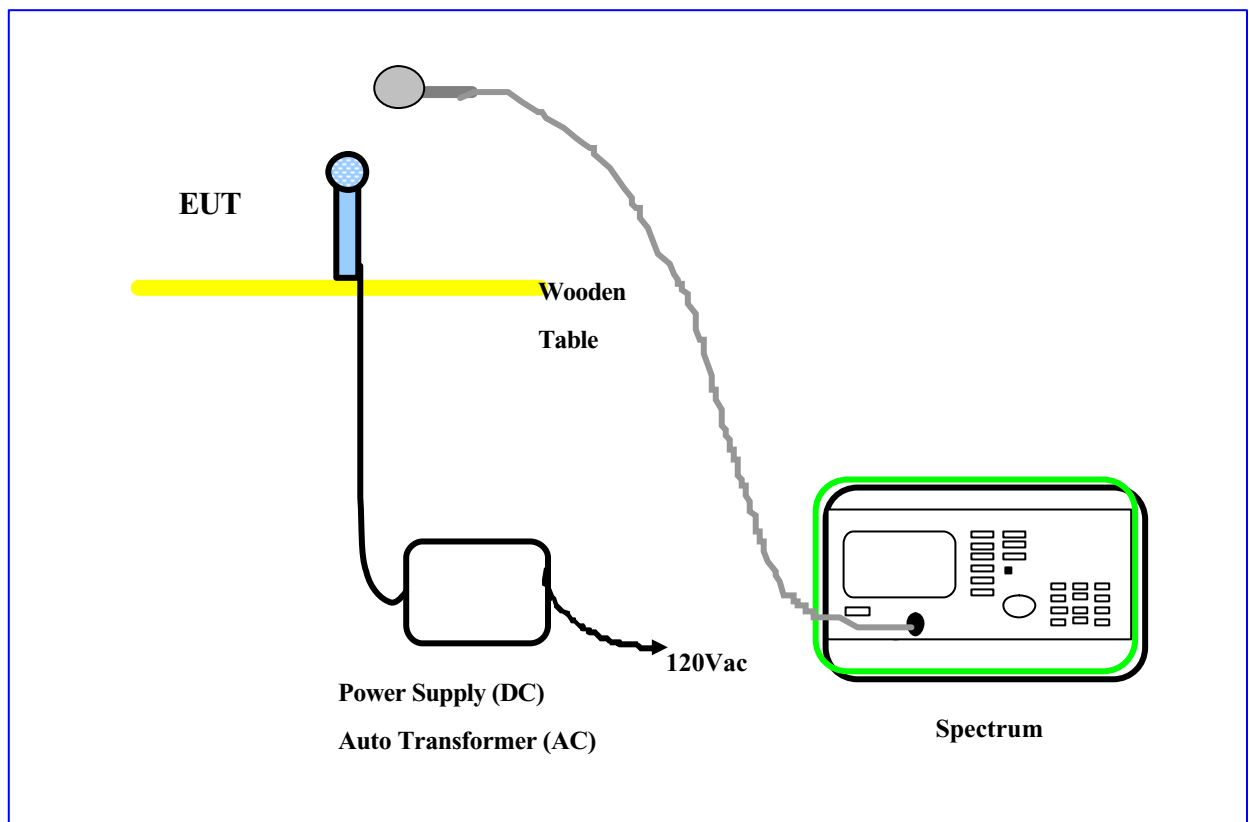 EUT
Wooden
Table
120Vac
Power Supply (DC)
Auto Transformer (AC)
Spectrum